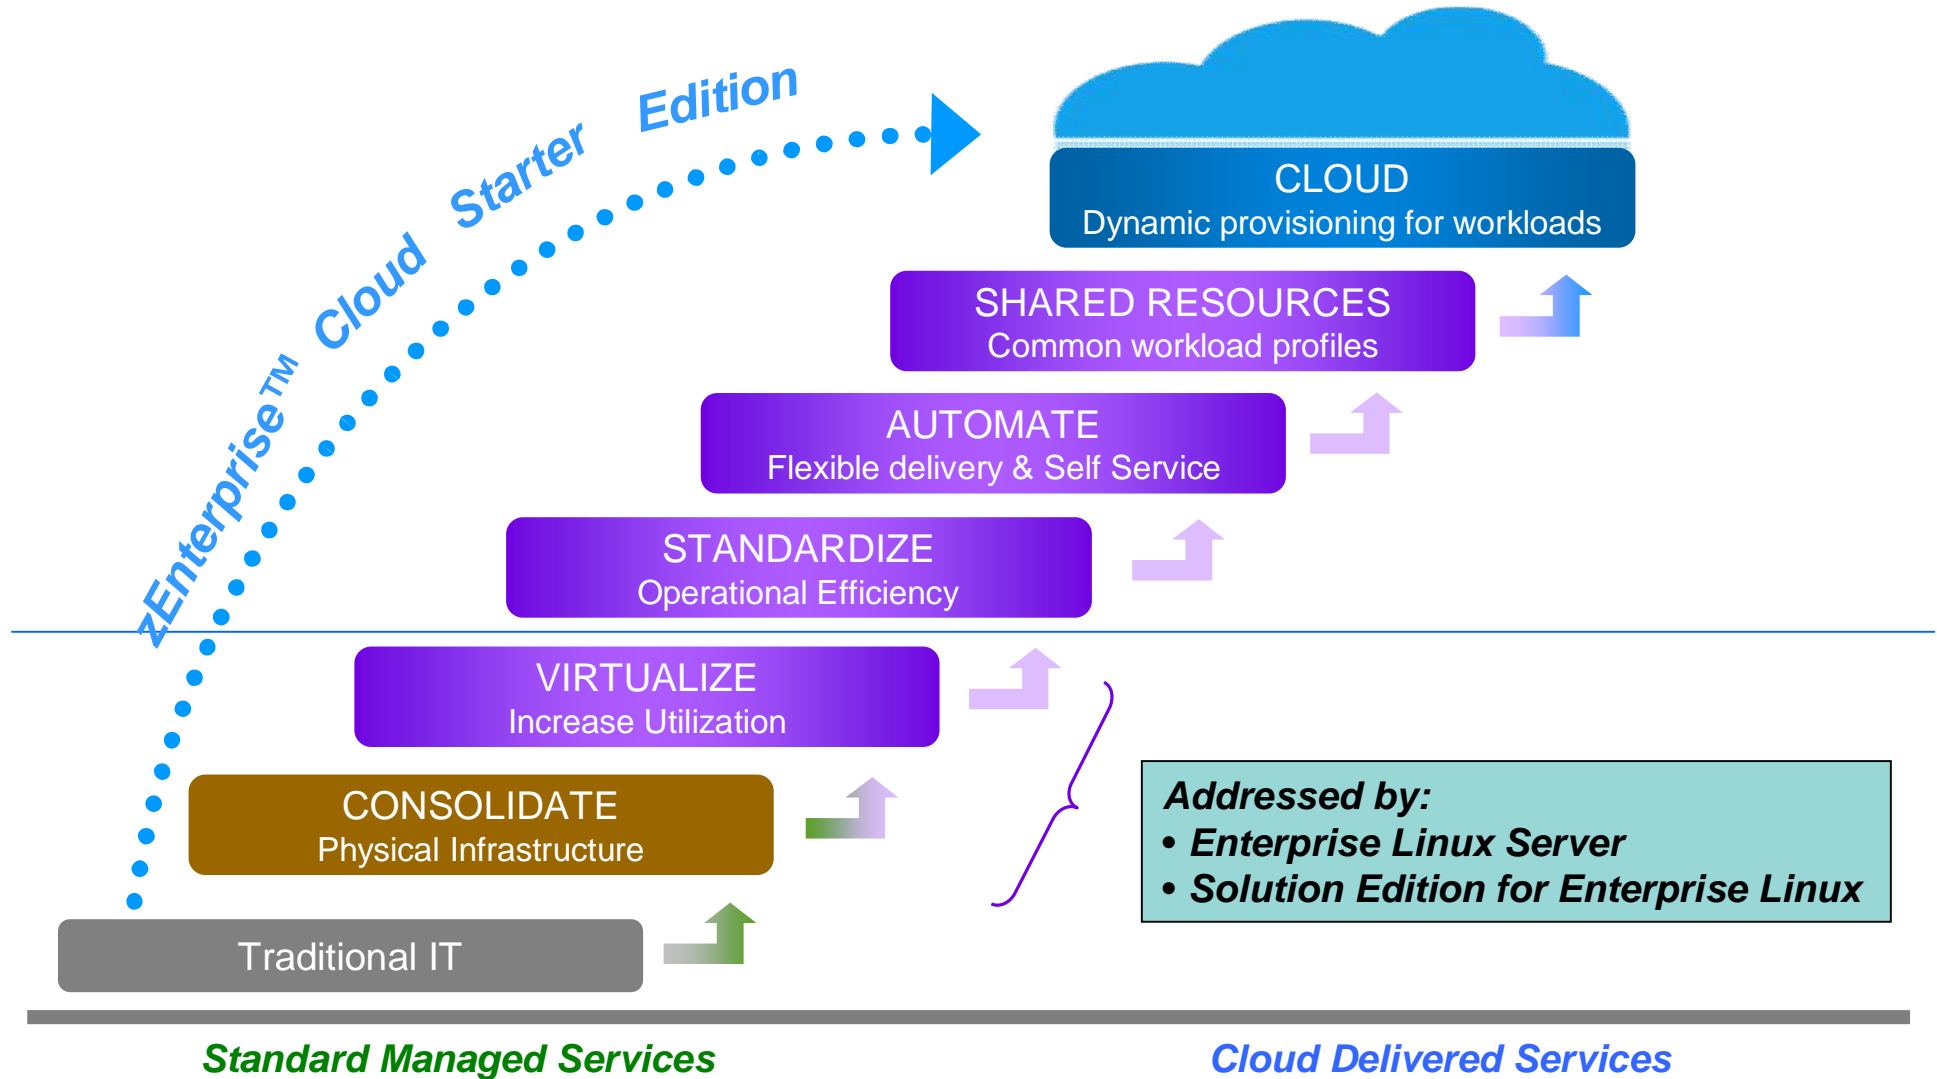 zEnterprise™ Cloud Starter Edition
CLOUD
Dynamic provisioning for workloads
SHARED RESOURCES
Common workload profiles
AUTOMATE
Flexible delivery & Self Service
STANDARDIZE
Operational Efficiency
VIRTUALIZE
Increase Utilization
CONSOLIDATE
Physical Infrastructure
Traditional IT
Addressed by:
• Enterprise Linux Server
• Solution Edition for Enterprise Linux
Standard Managed Services
Cloud Delivered Services